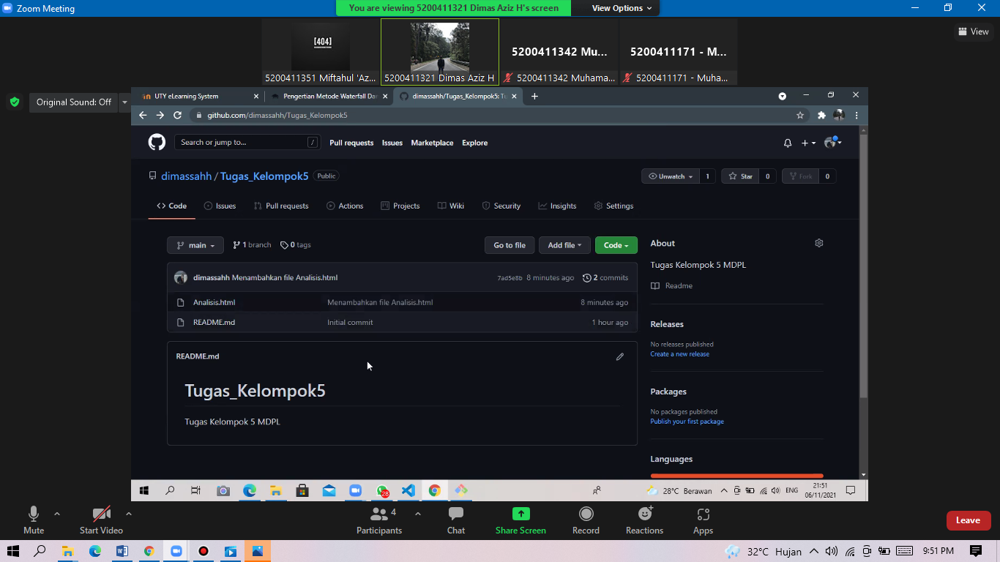 Zoom Meeting
You are viewing 5200411321 Dimas Aziz H's screen
View Options
View
[404]
5200411342 Mu...
5200411171 - M...
5200411351 Miftahul 'Az...
5200411321 Dimas Aziz H
5200411342 Muhama...
5200411171 - Muha...
Original Sound: Off
UTY eLearning System
Pengertian Metode Waterfall Da
dimassahh/Tugas_Kelompok5: Tu
github.com/dimassahh/Tugas_Kelompok5
Search or jump to...
/
Pull requests
Issues
Marketplace
Explore
dimassahh / Tugas_Kelompok5
Public
Unwatch
1
Star
0
Fork
0
Code
Issues
Pull requests
Actions
Projects
Wiki
Security
Insights
Settings
main
1 branch
0 tags
Go to file
Add file
Code
dimassahh Menambahkan file Analisis.html
7ad5e8b 8 minutes ago
2 commits
Analisis.html
Menambahkan file Analisis.html
8 minutes ago
README.md
Initial commit
1 hour ago
README.md
Tugas_Kelompok5
Tugas Kelompok 5 MDPL
About
Tugas Kelompok 5 MDPL
Readme
Releases
No releases published
Create a new release
Packages
No packages published
Publish your first package
Languages
28
28°C Berawan
ENG
21:51
06/11/2021
Mute
Start Video
Participants
4
Chat
Share Screen
Record
Reactions
Apps
Leave
32°C Hujan
9:51 PM